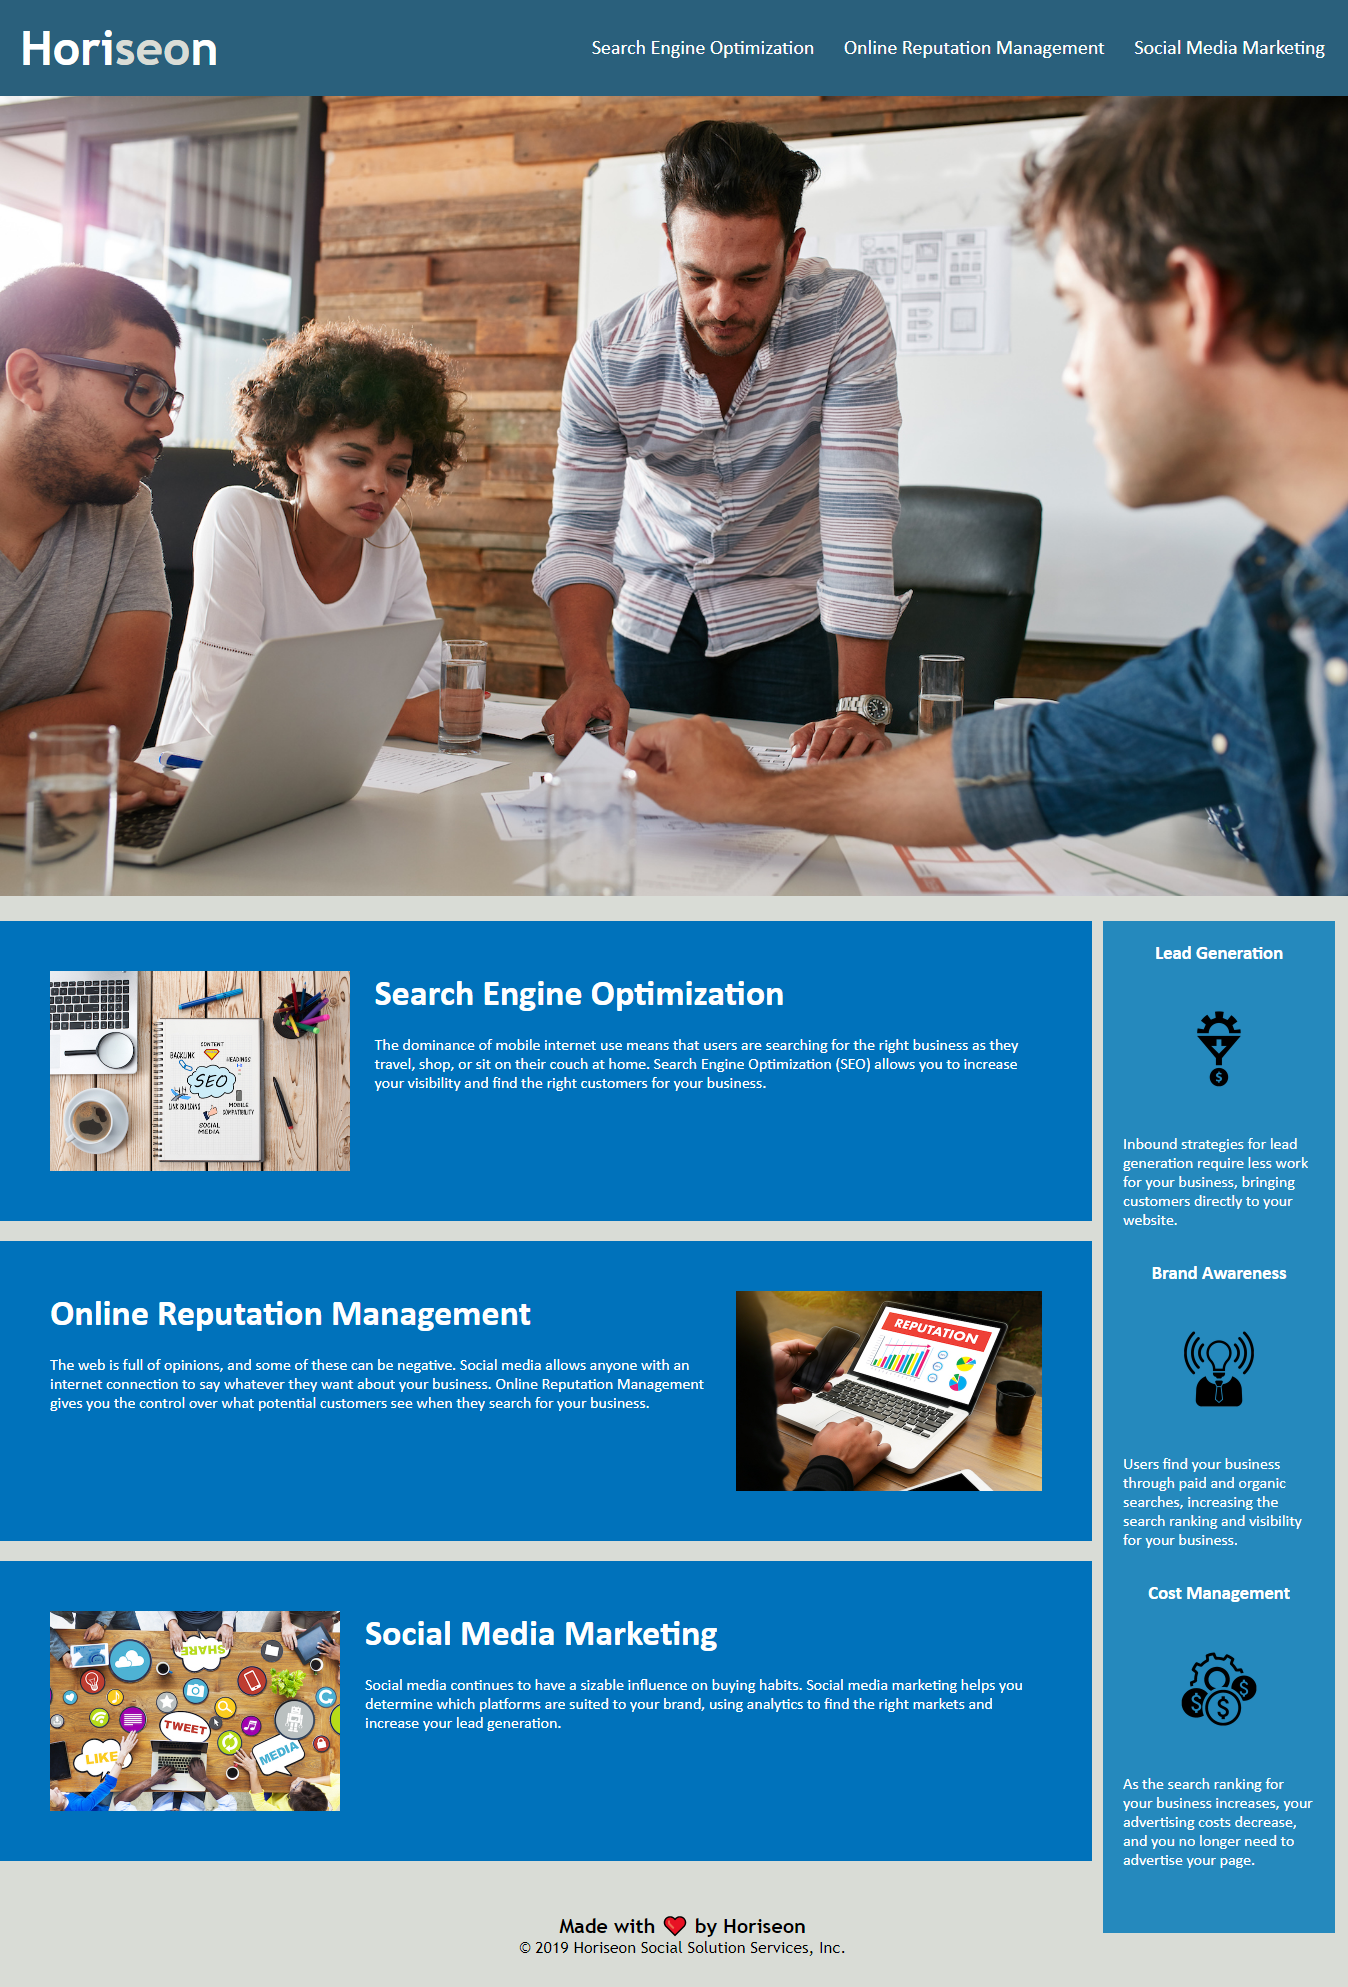 Horiseon
Search Engine Optimization
Online Reputation Management
Social Media Marketing
Search Engine Optimization
The dominance of mobile internet use means that users are searching for the right business as they
travel, shop, or sit on their couch at home. Search Engine Optimization (SEO) allows you to increase
your visibility and find the right customers for your business.
CONTENT
BACKLINK
HEADINGS
SEO
LINK BUILDING
MOBILE
COMPATIBILITY
SOCIAL
MEDIA
Online Reputation Management
The web is full of opinions, and some of these can be negative. Social media allows anyone with an
internet connection to say whatever they want about your business. Online Reputation Management
gives you the control over what potential customers see when they search for your business.
REPUTATION
Social Media Marketing
Social media continues to have a sizable influence on buying habits. Social media marketing helps you
determine which platforms are suited to your brand, using analytics to find the right markets and
increase your lead generation.
SHARE
TWEET
LIKE
MEDIA
Lead Generation
$
Inbound strategies for lead
generation require less work
for your business, bringing
customers directly to your
website.
Brand Awareness
Users find your business
through paid and organic
searches, increasing the
search ranking and visibility
for your business.
Cost Management
$ $ $
As the search ranking for
your business increases, your
advertising costs decrease,
and you no longer need to
advertise your page.
Made with ❤️ by Horiseon
© 2019 Horiseon Social Solution Services, Inc.